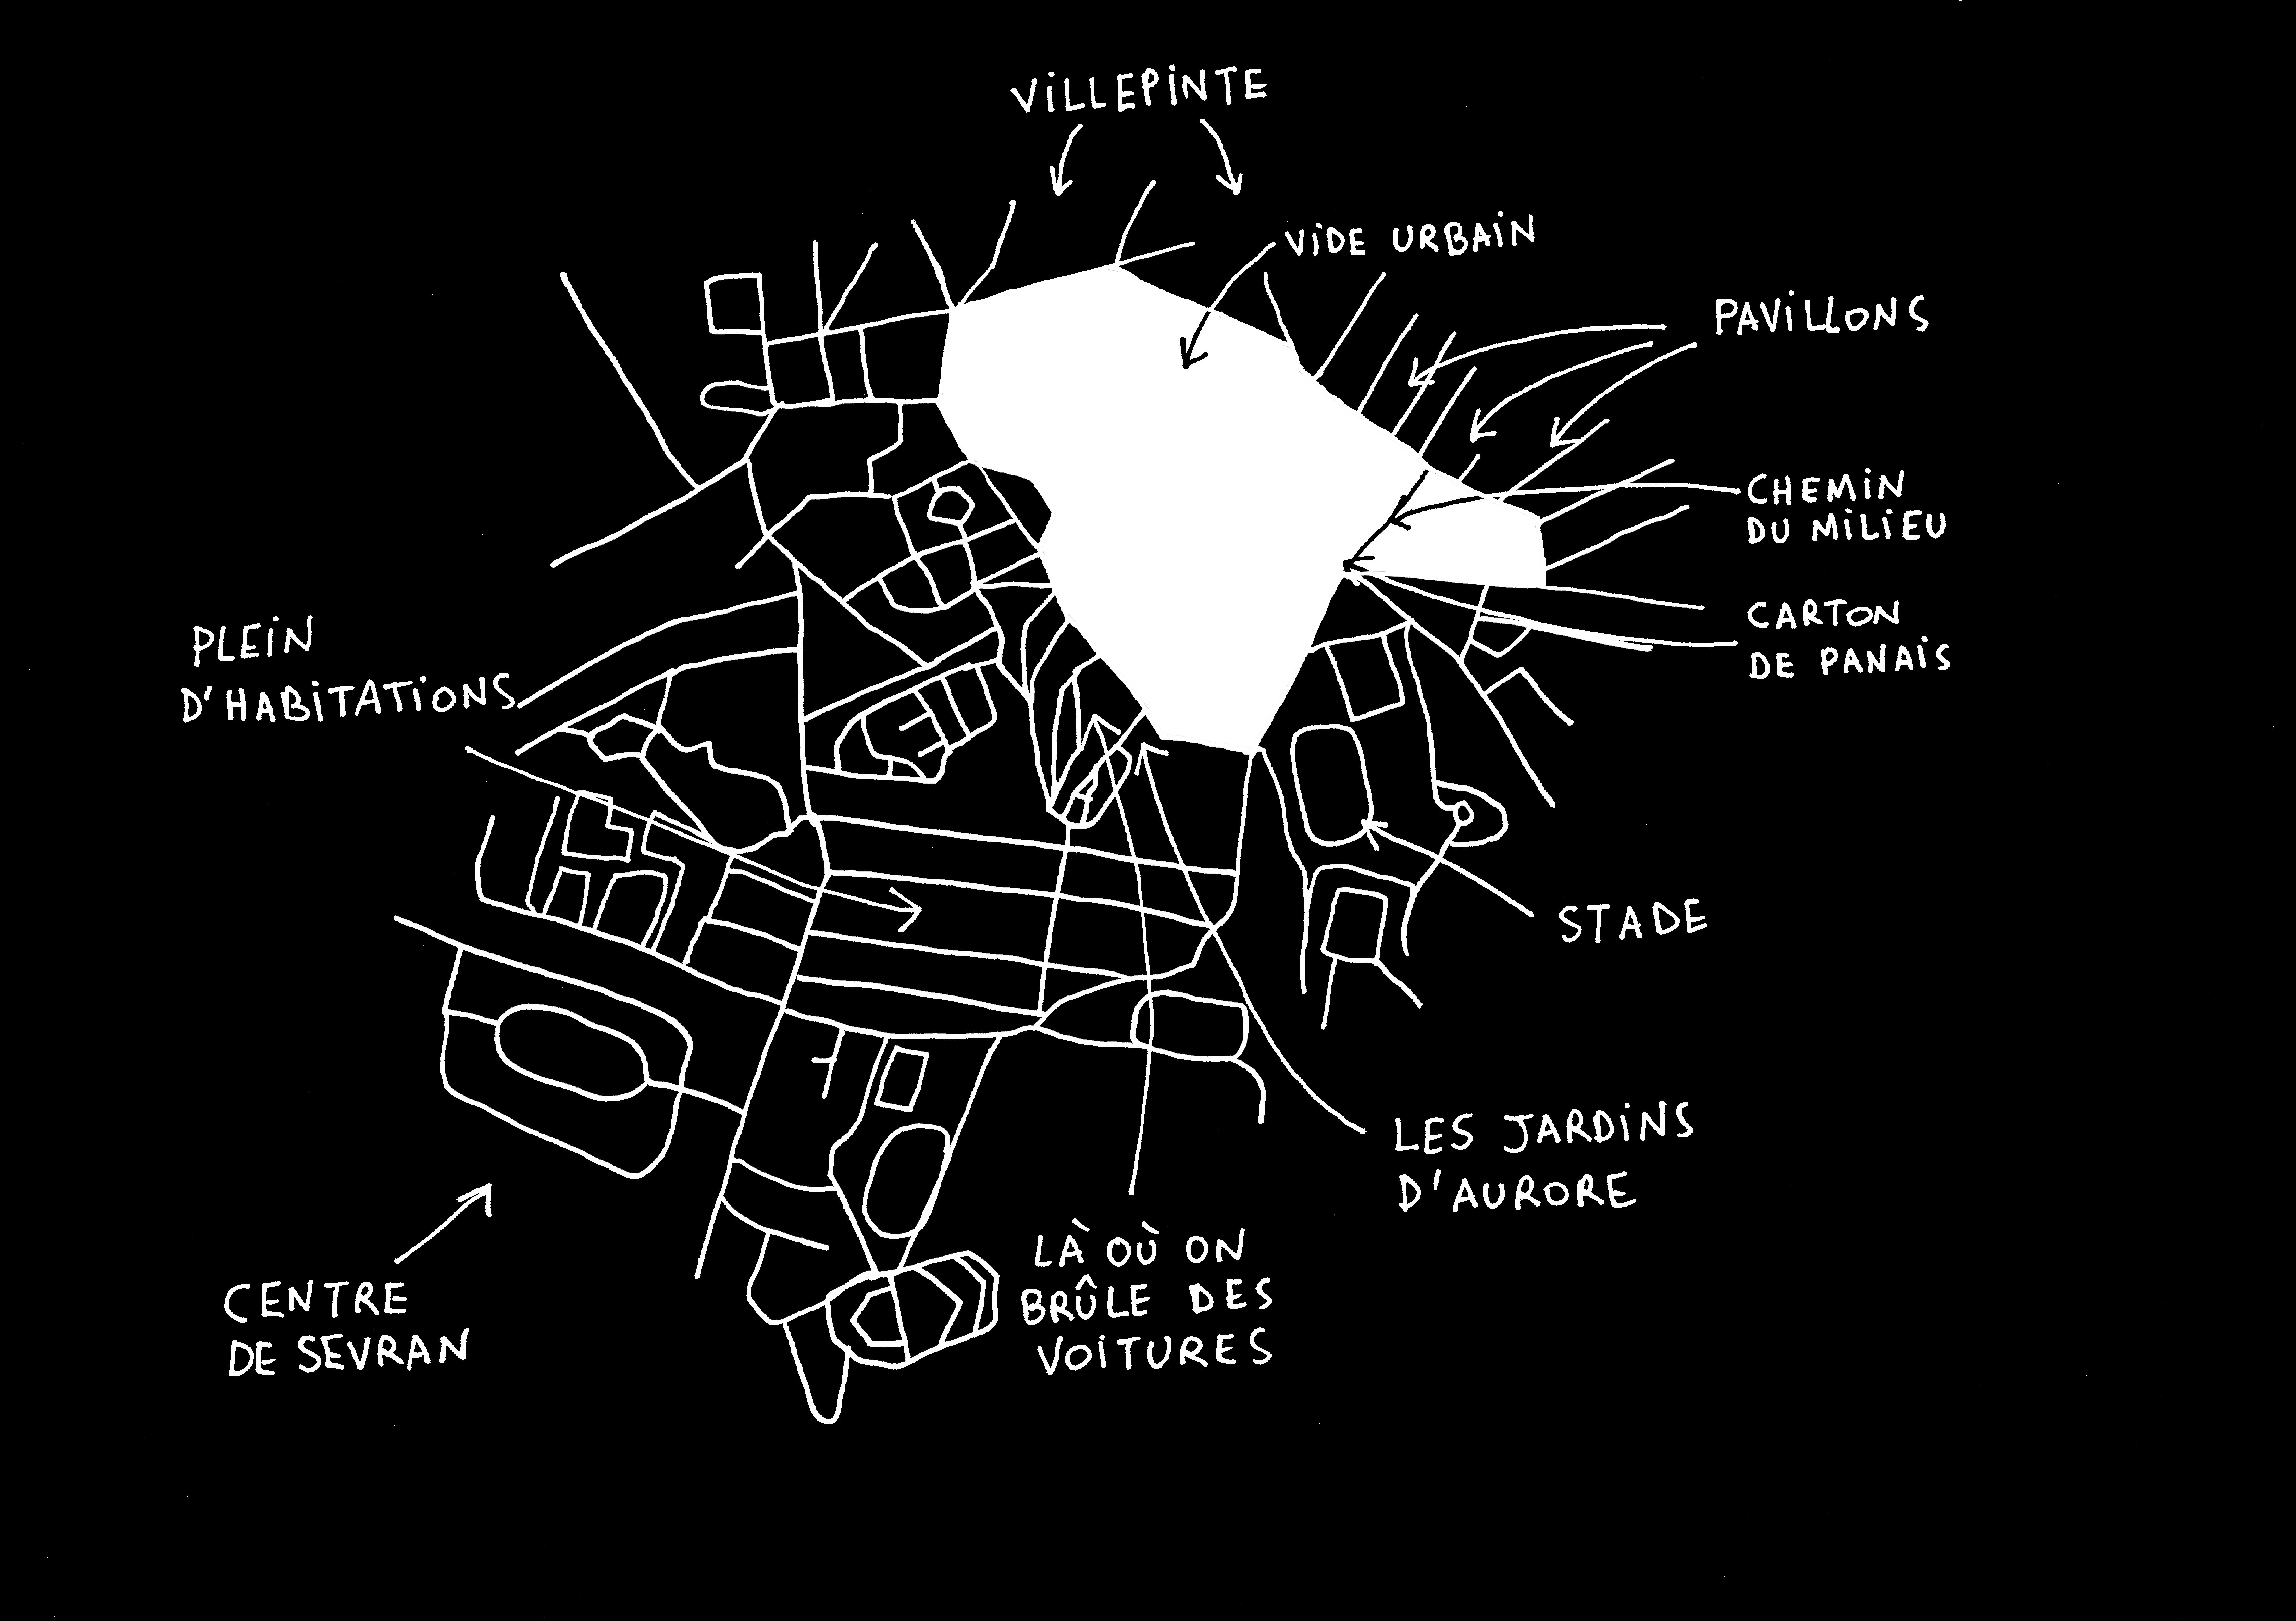 VILLEPINTE
VIDE URBAIN
PAVILLONS
CHEMIN
DU MILIEU
CARTON
DE PANAIS
PLEIN
D'HABITATIONS
STADE
LES JARDINS
D'AURORE
LÀ OÙ ON
BRÛLE DES
VOITURES
CENTRE
DE SEVRAN